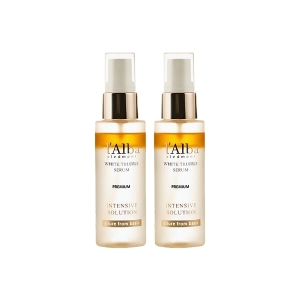 d'Alba
piedmont
WHITE TRUFFLE
SERUM
PREMIUM
INTENSIVE
SOLUTION
d'Alba
piedmont
WHITE TRUFFLE
SERUM
PREMIUM
INTENSIVE
SOLUTION